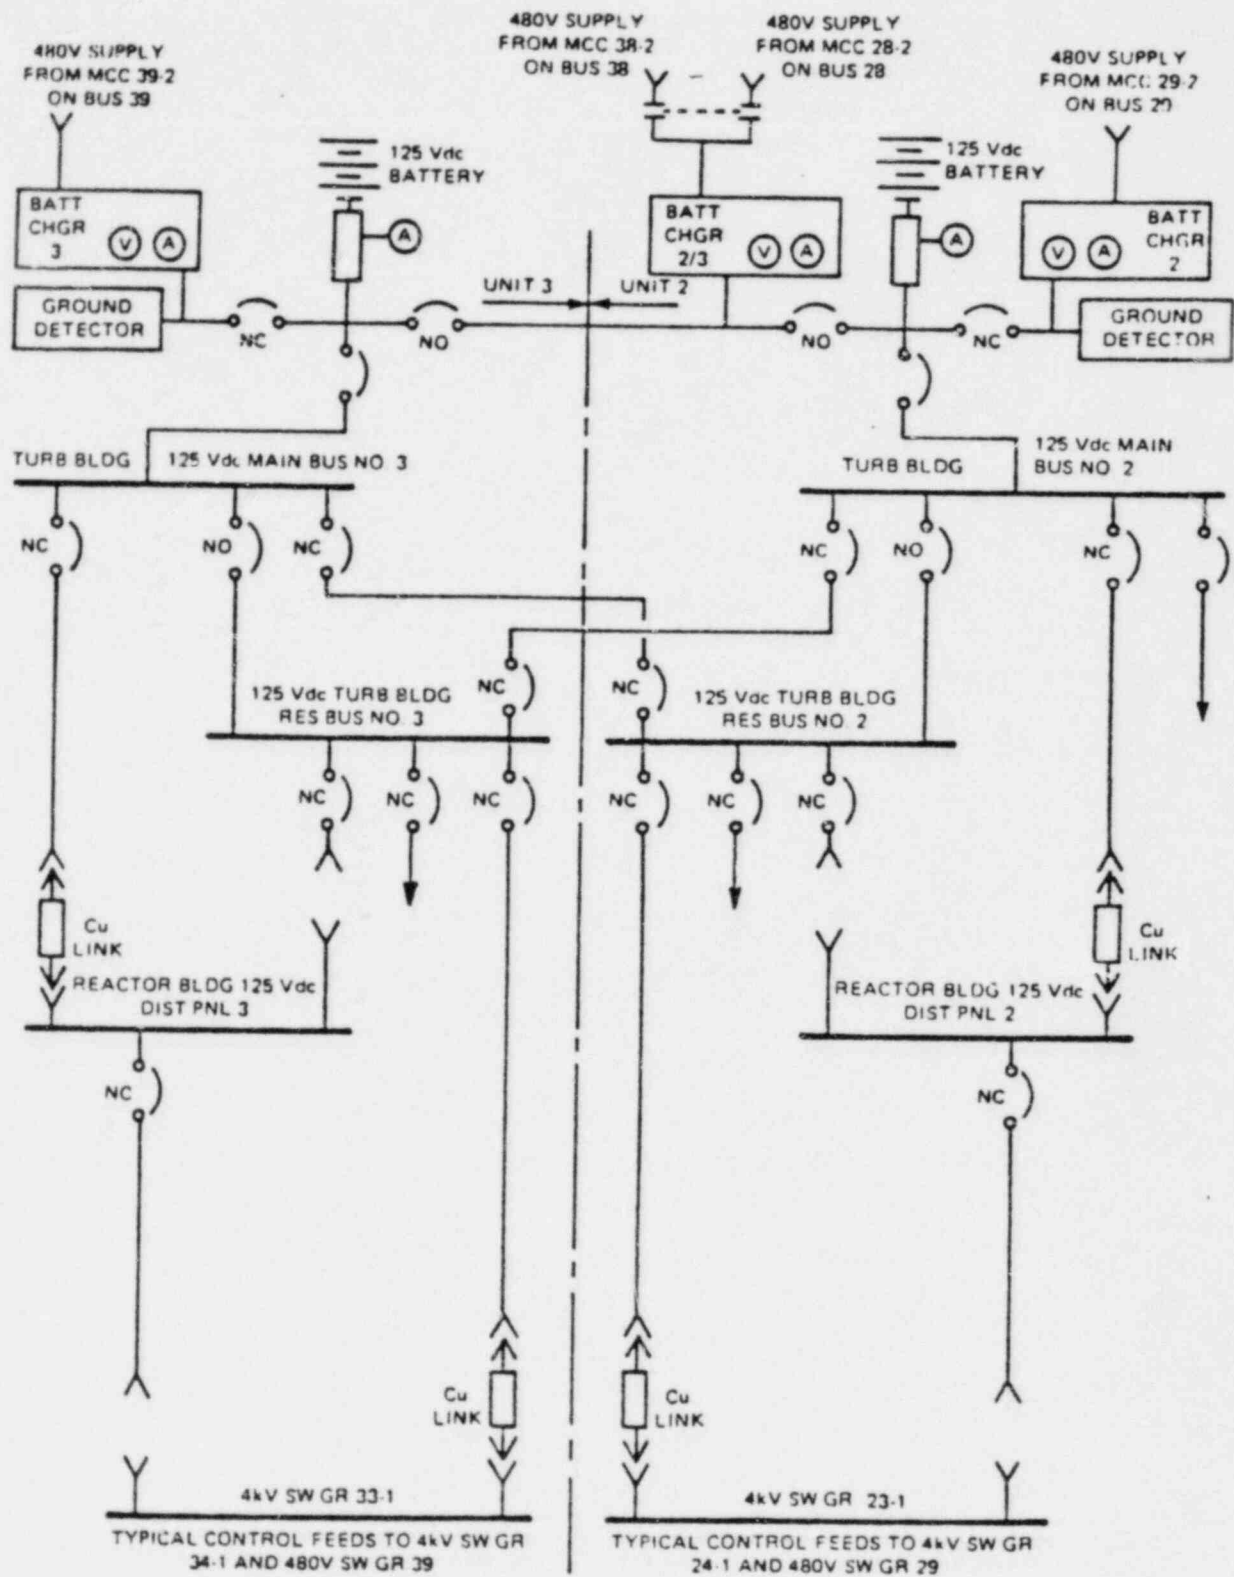 480V SUPPLY
FROM MCC 39-2
ON BUS 39
480V SUPPLY
FROM MCC 38-2
ON BUS 38
480V SUPPLY
FROM MCC 28-2
ON BUS 28
480V SUPPLY
FROM MCC 29-2
ON BUS 29
125 Vdc
BATTERY
125 Vdc
BATTERY
BATT
CHGR
3
V A
A
BATT
CHGR
2/3
V A
A
BATT
CHGR
2
V A
GROUND
DETECTOR
NC
NO
UNIT 3
UNIT 2
NO
NC
GROUND
DETECTOR
TURB BLDG
125 Vdc MAIN BUS NO. 3
TURB BLDG
125 Vdc MAIN
BUS NO. 2
NC
NO
NC
NC
NO
NC
125 Vdc TURB BLDG
RES BUS NO. 3
NC
NC
125 Vdc TURB BLDG
RES BUS NO. 2
NC
NC
NC
NC
NC
NC
Cu
LINK
Cu
LINK
REACTOR BLDG 125 Vdc
DIST PNL 3
REACTOR BLDG 125 Vdc
DIST PNL 2
NC
NC
Cu
LINK
Cu
LINK
4kV SW GR 33-1
4kV SW GR 23-1
TYPICAL CONTROL FEEDS TO 4kV SW GR
34-1 AND 480V SW GR 39
TYPICAL CONTROL FEEDS TO 4kV SW GR
24-1 AND 480V SW GR 29